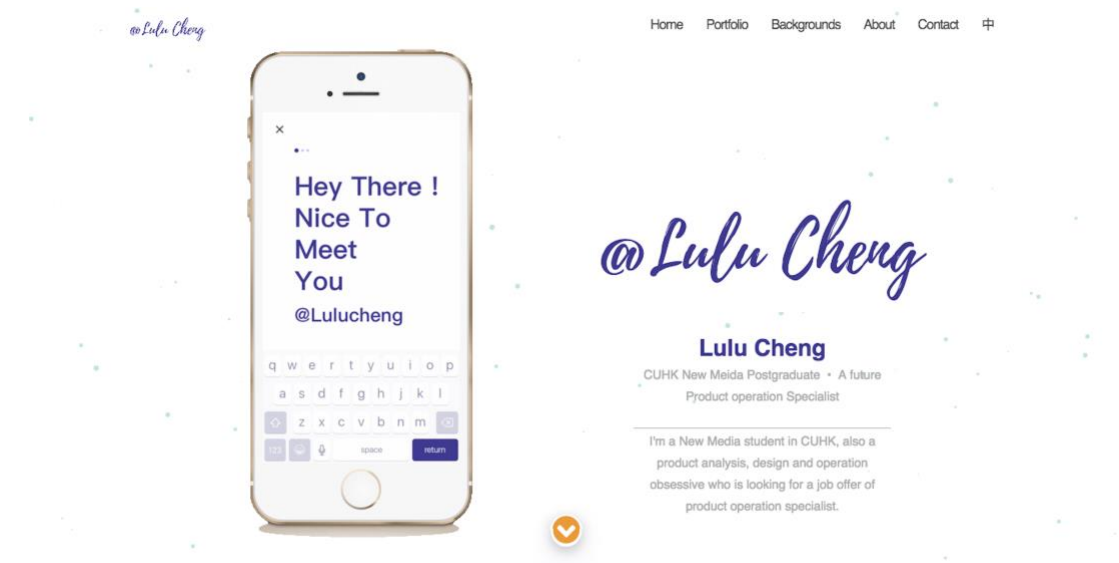 @Lulu Cheng
Home Portfolio Backgrounds About Contact 中
Hey There !
Nice To
Meet
You
@Lulucheng
q w e r t y u i o p
a s d f g h j k l
z x c v b n m
123 space return
@Lulu Cheng
Lulu Cheng
CUHK New Meida Postgraduate • A future
Product operation Specialist
I'm a New Media student in CUHK, also a
product analysis, design and operation
obsessive who is looking for a job offer of
product operation specialist.